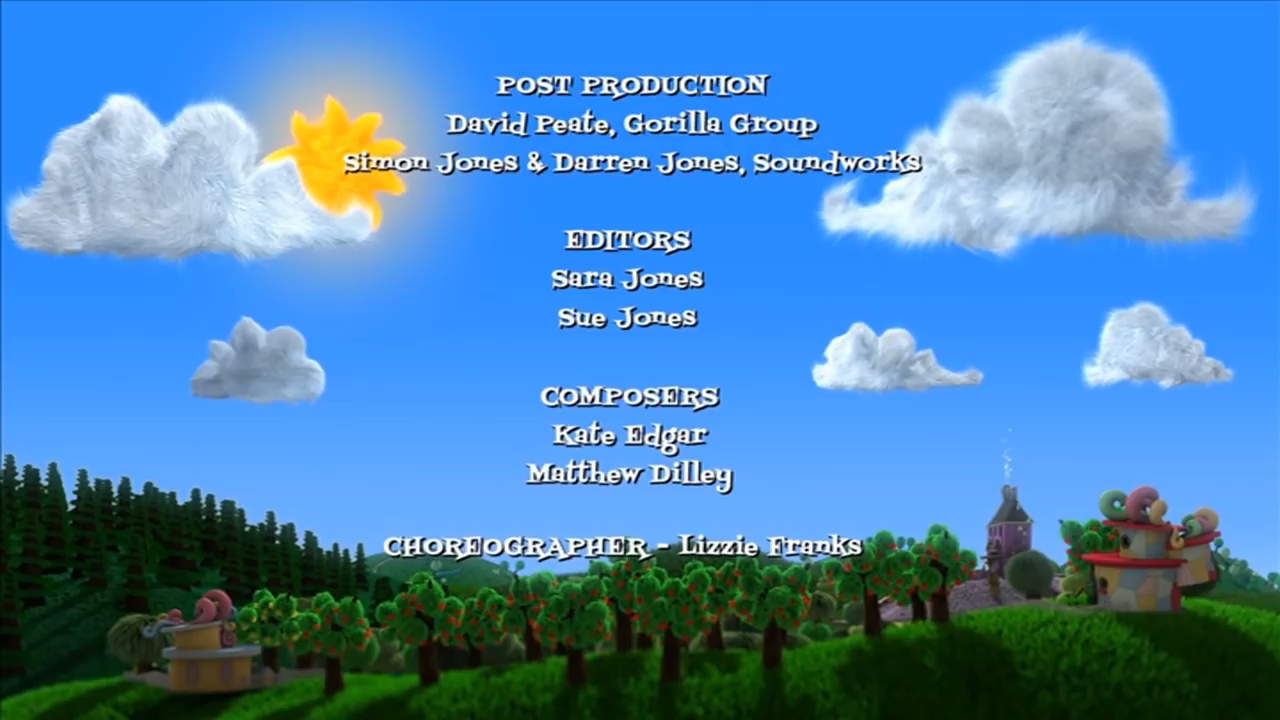 POST PRODUCTION
David Peate, Gorilla Group
Simon Jones & Darren Jones, Soundworks
EDITORS
Sara Jones
Sue Jones
COMPOSERS
Kate Edgar
Matthew Dilley
CHOREOGRAPHER - Lizzie Franks